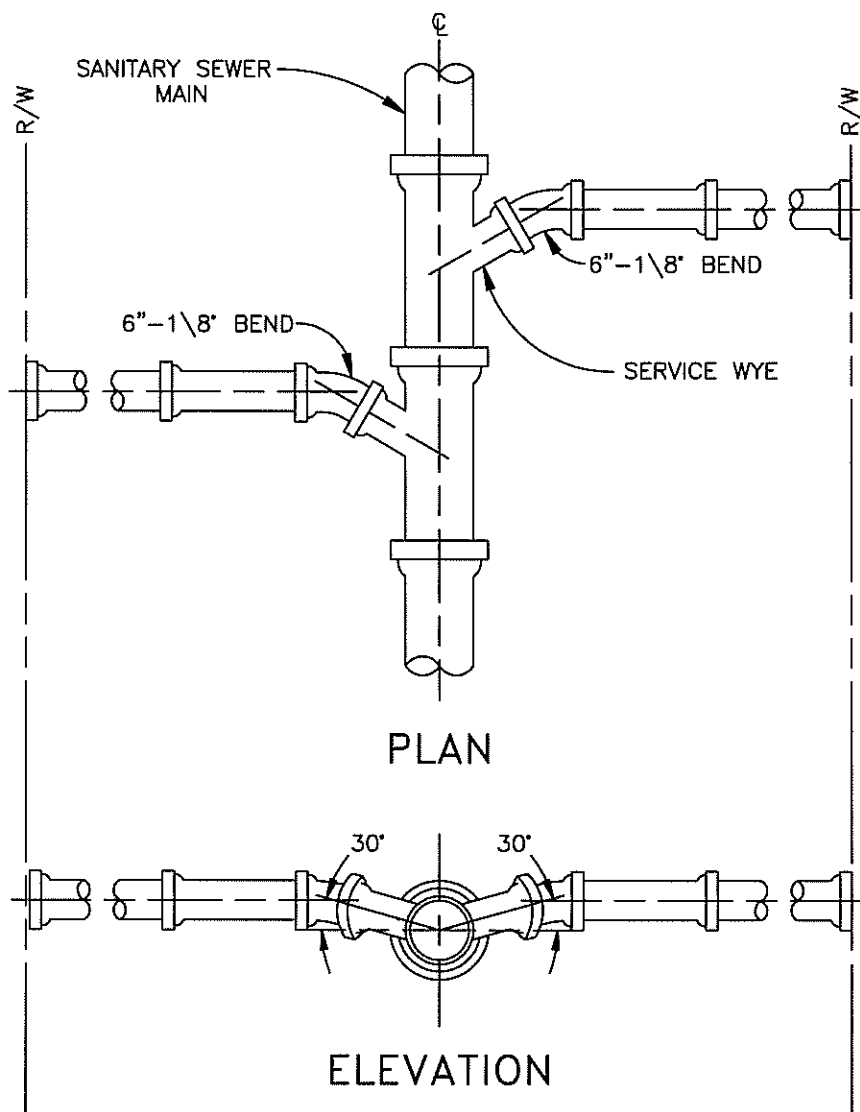 ℄
SANITARY SEWER
MAIN
R/W
R/W
6”-1\8° BEND
6”-1\8° BEND
SERVICE WYE
PLAN
30°
30°
ELEVATION